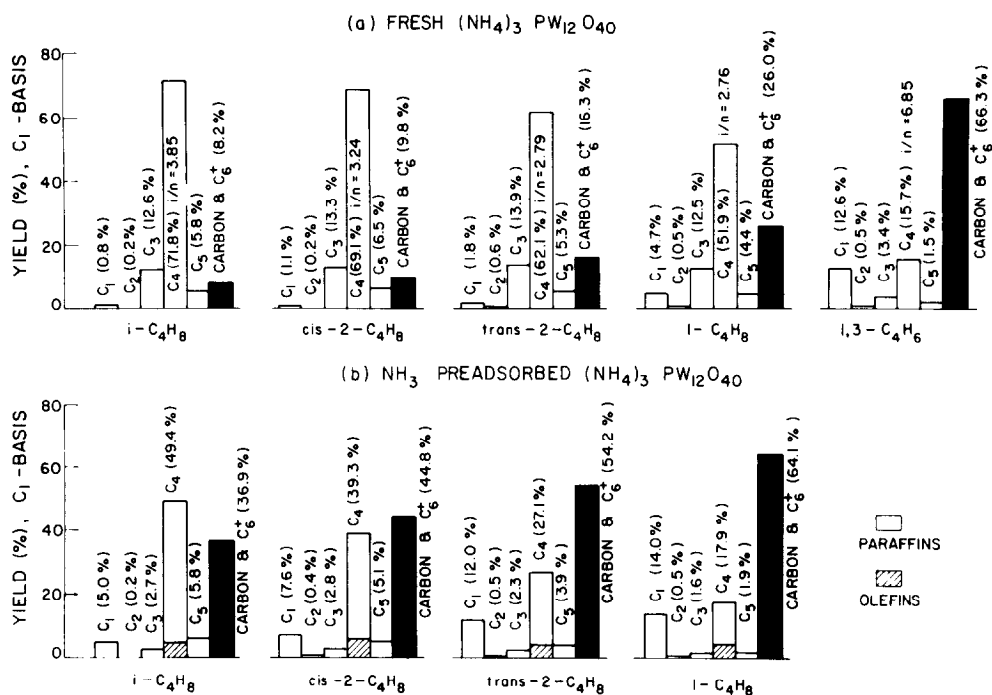 (a) FRESH (NH₄)₃ PW₁₂O₄₀
YIELD (%), C₁-BASIS
80
60
40
20
0
C₁ (0.8%)
C₂ (0.2%)
C₃ (12.6%)
C₄ (71.8%) i/n = 3.85
C₅ (5.8%)
CARBON & C₆⁺ (8.2%)
i-C₄H₈
C₁ (1.1%)
C₂ (0.2%)
C₃ (13.3%)
C₄ (69.1%) i/n = 3.24
C₅ (6.5%)
CARBON & C₆⁺ (9.8%)
cis-2-C₄H₈
C₁ (1.8%)
C₂ (0.6%)
C₃ (13.9%)
C₄ (62.1%) i/n = 2.79
C₅ (5.3%)
CARBON & C₆⁺ (16.3%)
trans-2-C₄H₈
C₁ (4.7%)
C₂ (0.5%)
C₃ (12.5%)
C₄ (51.9%) i/n = 2.76
C₅ (4.4%)
CARBON & C₆⁺ (26.0%)
1-C₄H₈
C₁ (12.6%)
C₂ (0.5%)
C₃ (3.4%)
C₄ (15.7%) i/n = 6.85
C₅ (1.5%)
CARBON & C₆⁺ (66.3%)
1,3-C₄H₆
(b) NH₃ PREADSORBED (NH₄)₃ PW₁₂O₄₀
YIELD (%), C₁-BASIS
80
60
40
20
0
C₁ (5.0%)
C₂ (0.2%)
C₃ (2.7%)
C₄ (49.4%)
C₅ (5.8%)
CARBON & C₆⁺ (36.9%)
i-C₄H₈
C₁ (7.6%)
C₂ (0.4%)
C₃ (2.8%)
C₄ (39.3%)
C₅ (5.1%)
CARBON & C₆⁺ (44.8%)
cis-2-C₄H₈
C₁ (12.0%)
C₂ (0.5%)
C₃ (2.3%)
C₄ (27.1%)
C₅ (3.9%)
CARBON & C₆⁺ (54.2%)
trans-2-C₄H₈
C₁ (14.0%)
C₂ (0.5%)
C₃ (1.6%)
C₄ (17.9%)
C₅ (1.9%)
CARBON & C₆⁺ (64.1%)
1-C₄H₈
PARAFFINS
OLEFINS